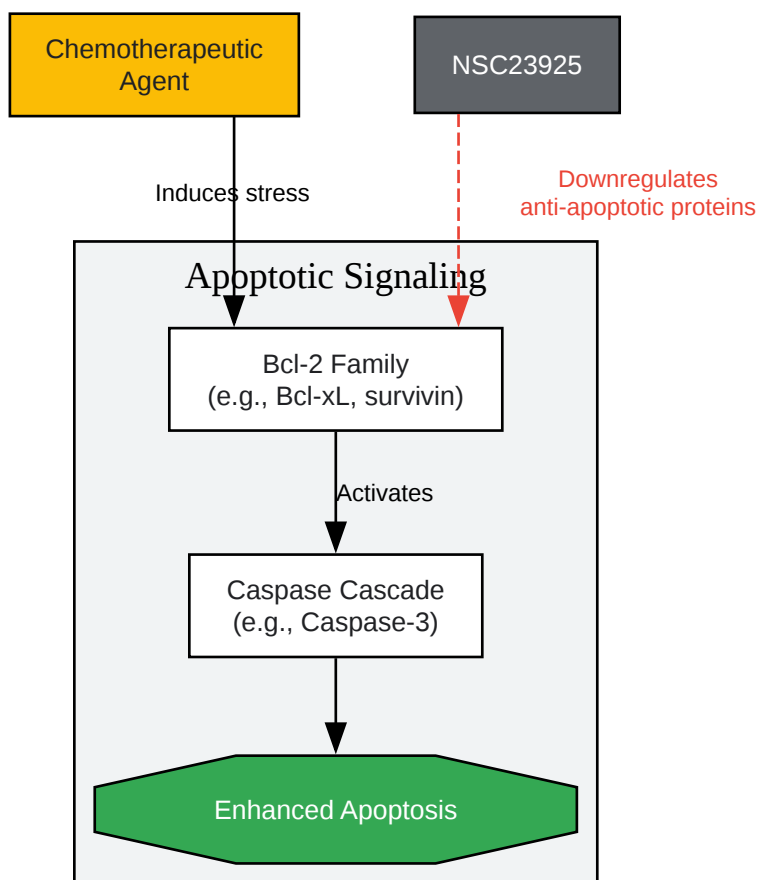 Chemotherapeutic
Agent
NSC23925
Induces stress
Downregulates
anti-apoptotic proteins
Apoptotic Signaling
Bcl-2 Family
(e.g., Bcl-xL, survivin)
Activates
Caspase Cascade
(e.g., Caspase-3)
Enhanced Apoptosis